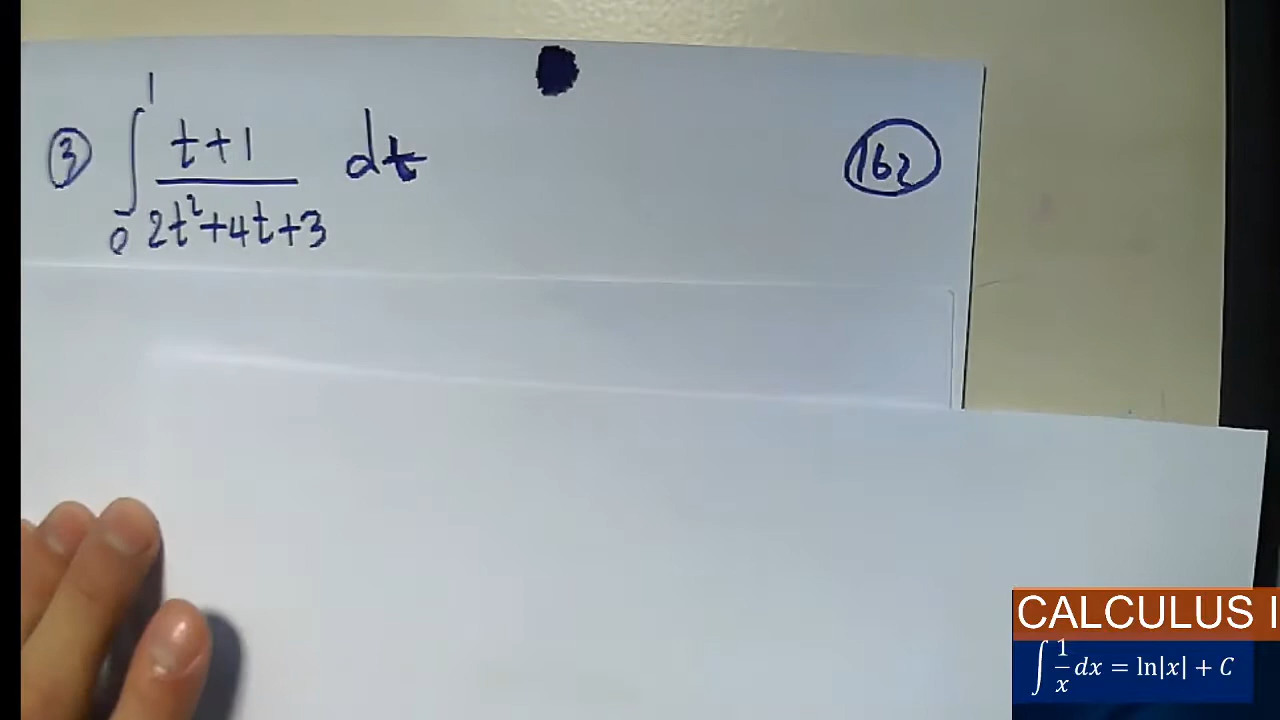 ③ ∫₀¹ (t+1)/(2t²+4t+3) dt
162
CALCULUS I
∫ 1/x dx = ln|x| + C